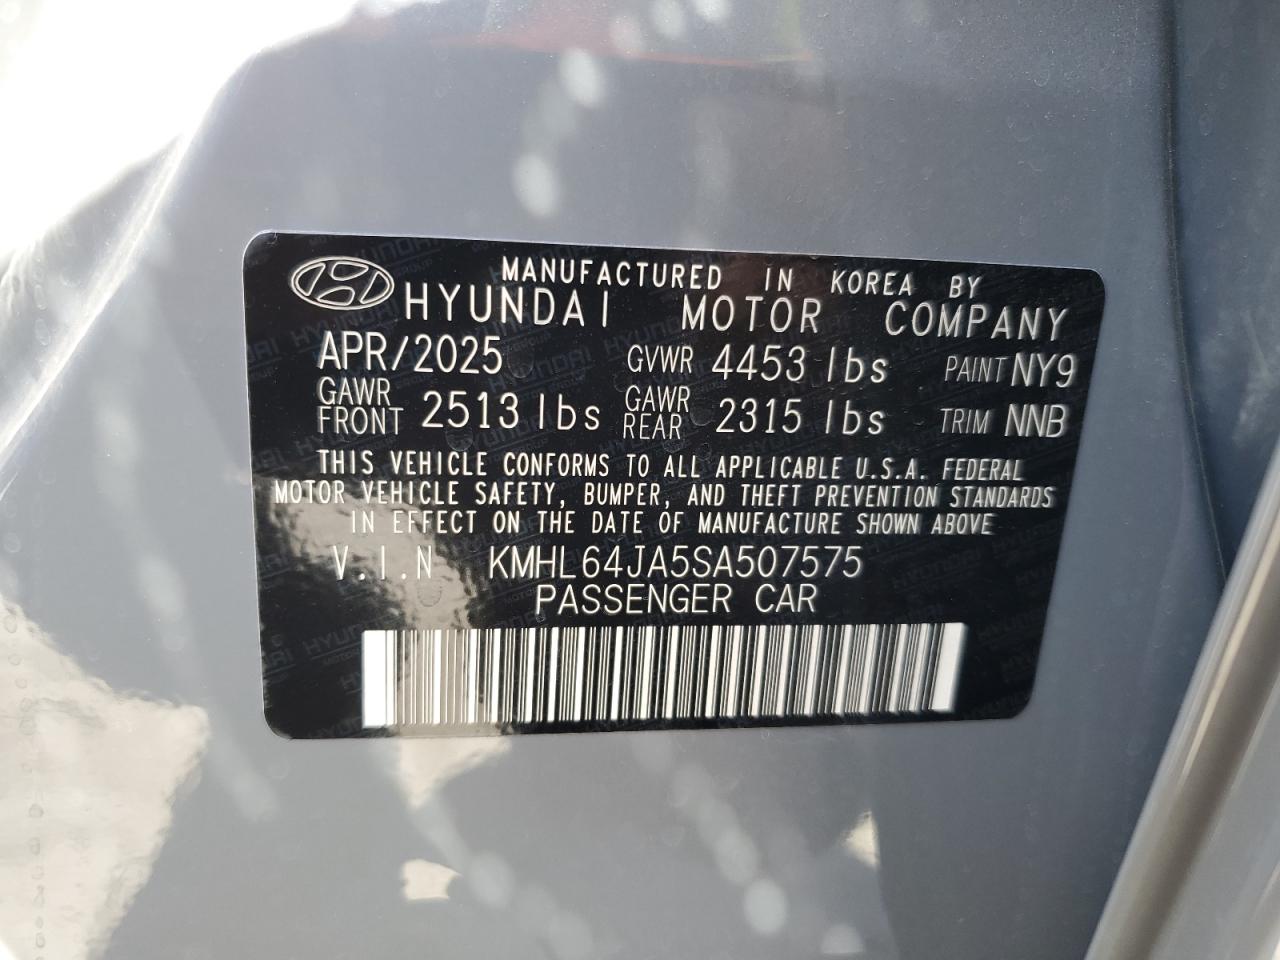 MANUFACTURED IN KOREA BY
HYUNDAI MOTOR COMPANY
APR/2025 GVWR 4453 lbs PAINT NY9
GAWR FRONT 2513 lbs GAWR REAR 2315 lbs TRIM NNB
THIS VEHICLE CONFORMS TO ALL APPLICABLE U.S.A. FEDERAL
MOTOR VEHICLE SAFETY, BUMPER, AND THEFT PREVENTION STANDARDS
IN EFFECT ON THE DATE OF MANUFACTURE SHOWN ABOVE
V.I.N KMHL64JA5SA507575
PASSENGER CAR